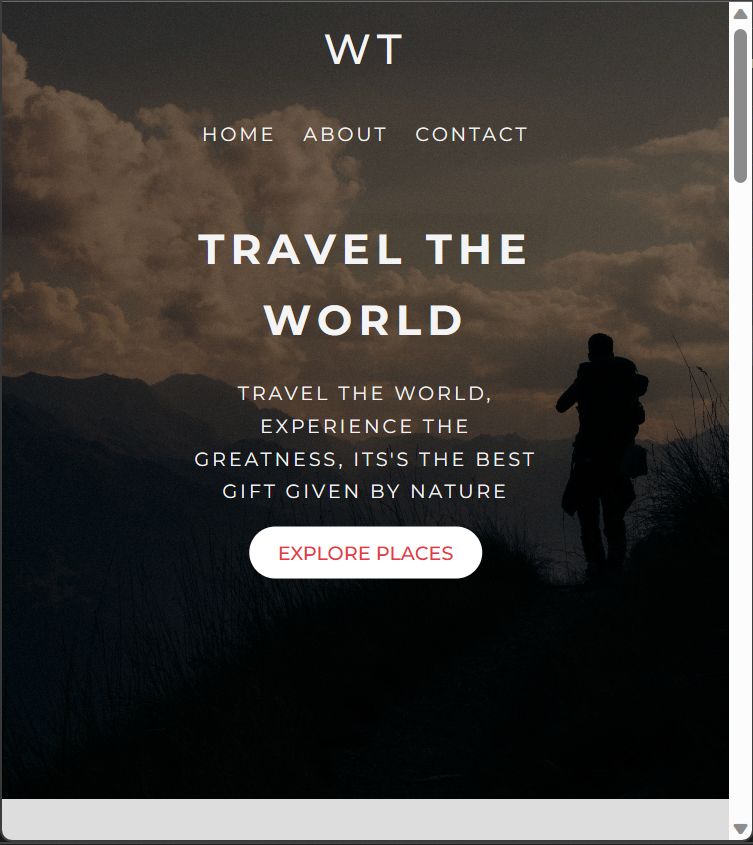 WT
HOME ABOUT CONTACT
TRAVEL THE
WORLD
TRAVEL THE WORLD,
EXPERIENCE THE
GREATNESS, ITS'S THE BEST
GIFT GIVEN BY NATURE
EXPLORE PLACES